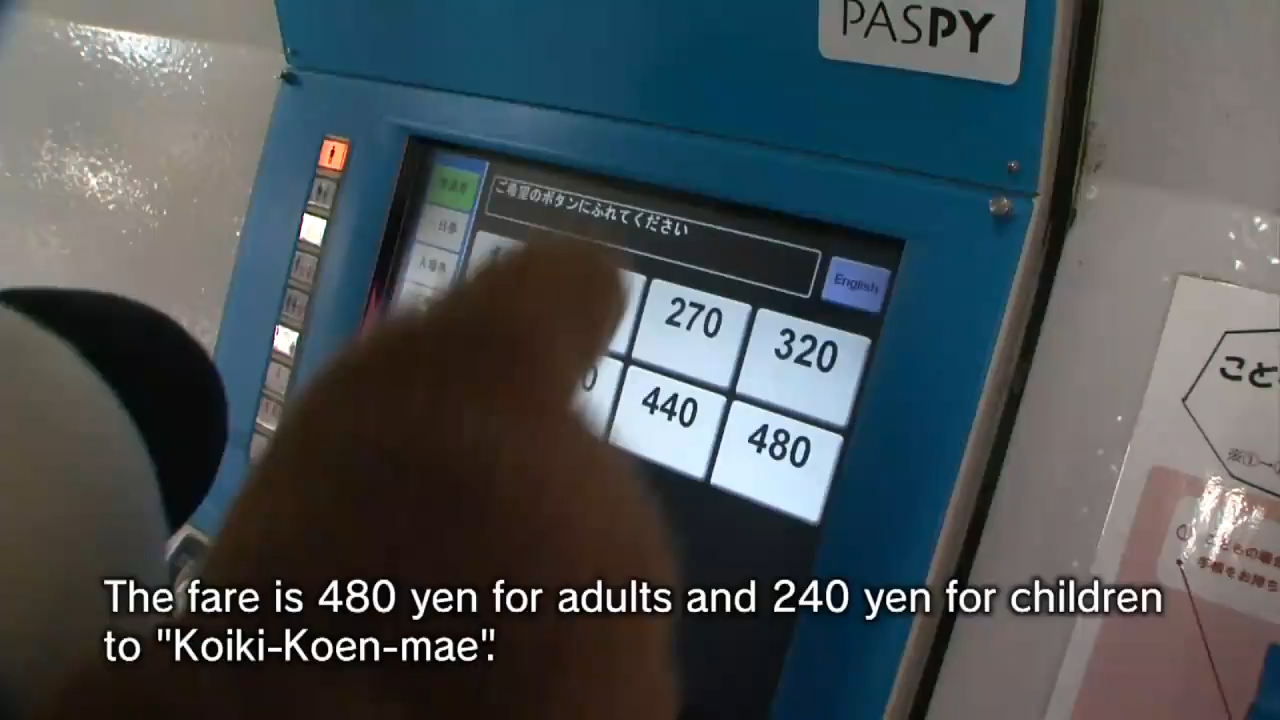 PASPY
ご希望のボタンにふれてください
English
270
320
440
480
こと
The fare is 480 yen for adults and 240 yen for children
to "Koiki-Koen-mae".